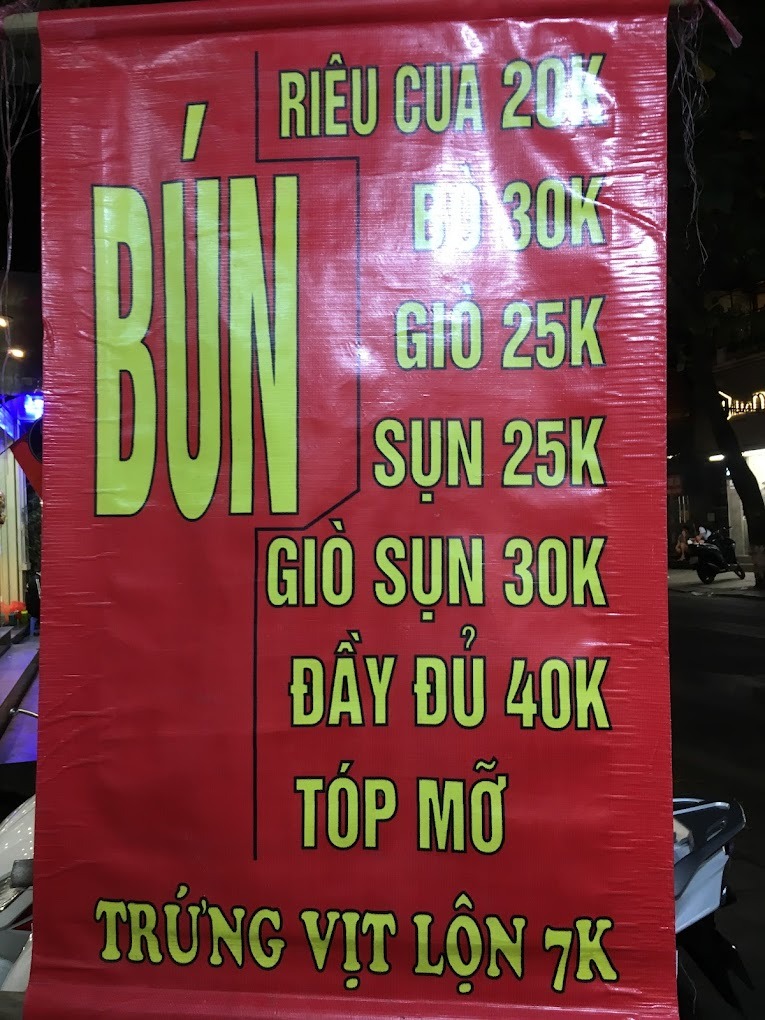 BÚN
RIÊU CUA 20K
BÒ 30K
GIÒ 25K
SỤN 25K
GIÒ SỤN 30K
ĐẦY ĐỦ 40K
TÓP MỠ
TRỨNG VỊT LỘN 7K